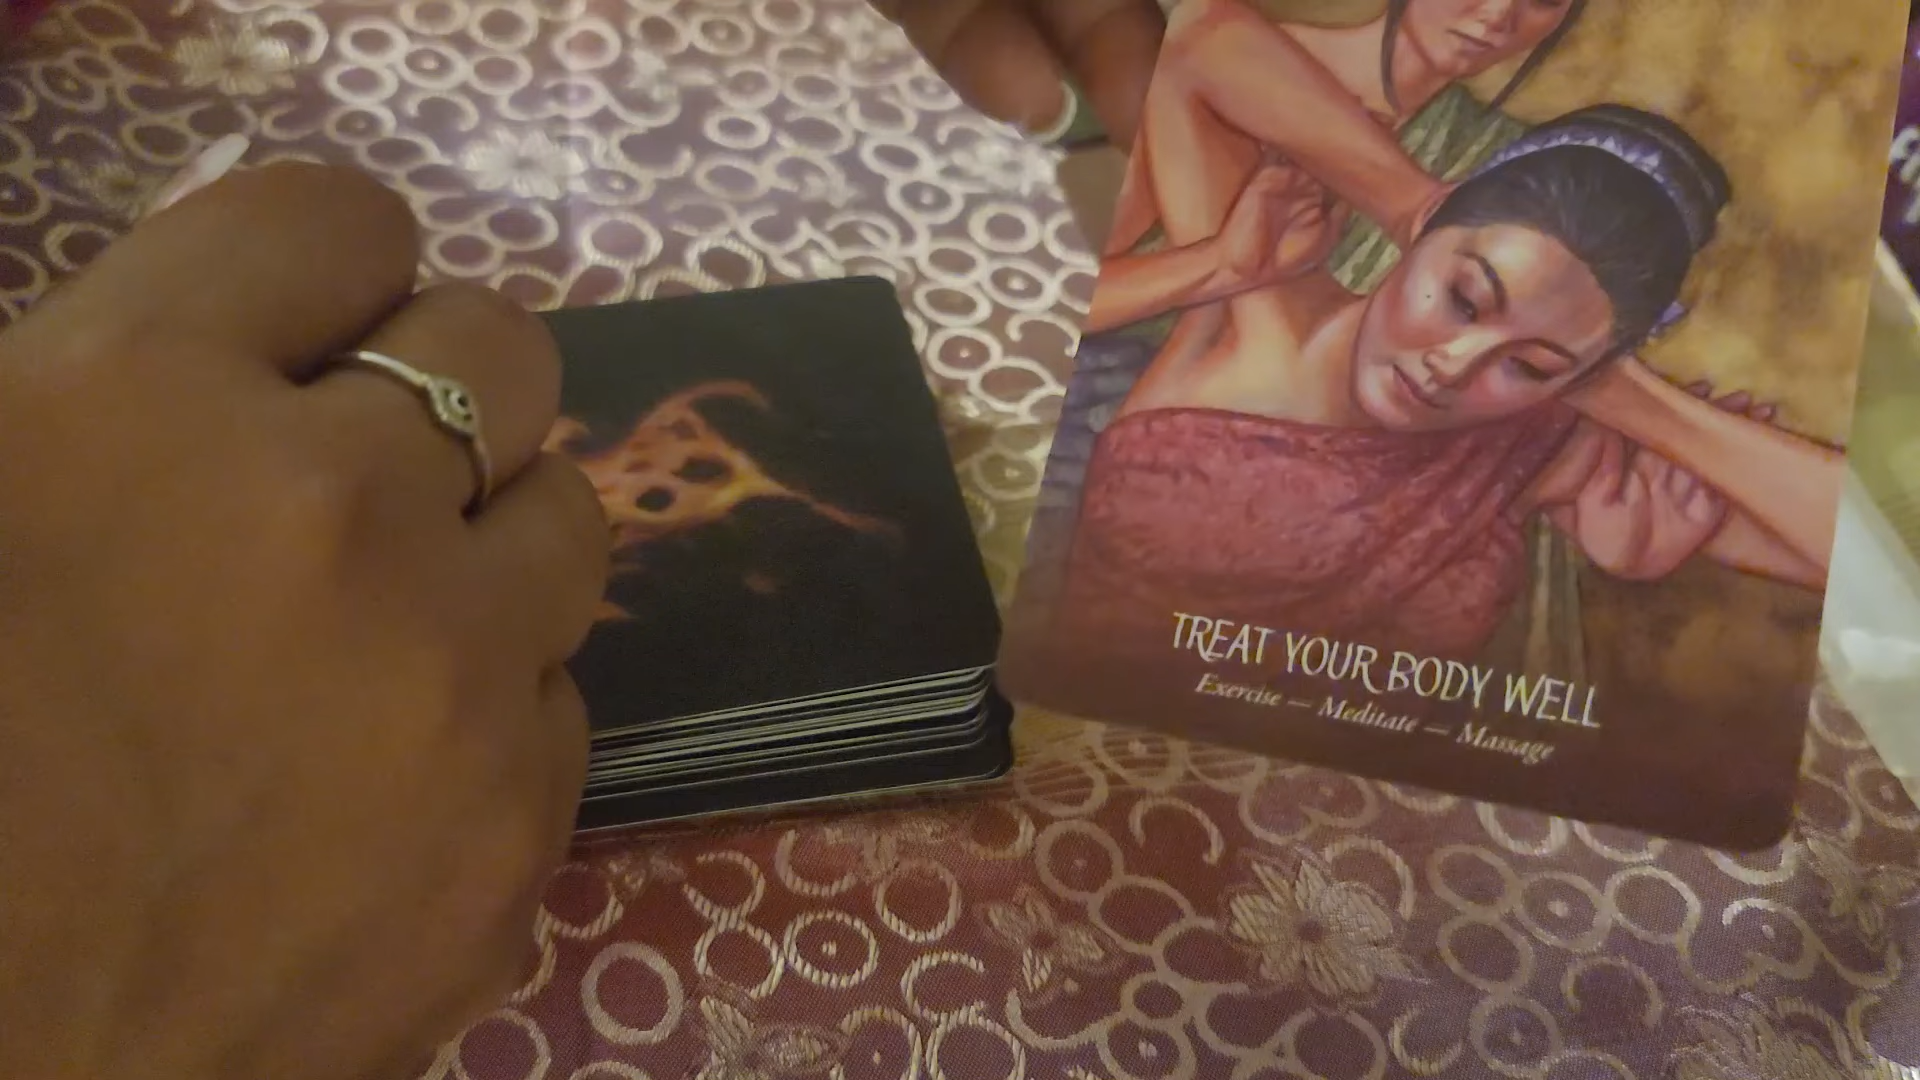 TREAT YOUR BODY WELL
Exercise — Meditate — Massage